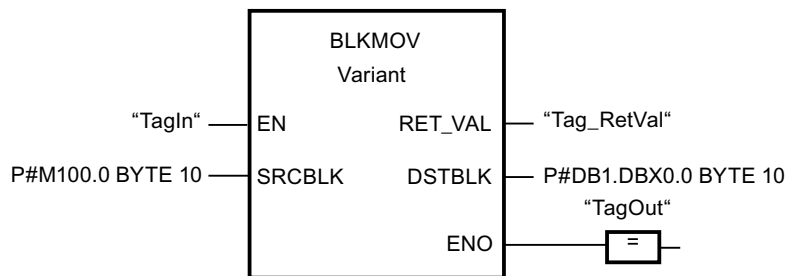 BLKMOV
Variant
“TagIn“ EN RET_VAL “Tag_RetVal“
P#M100.0 BYTE 10 SRCBLK DSTBLK P#DB1.DBX0.0 BYTE 10
“TagOut“
ENO =